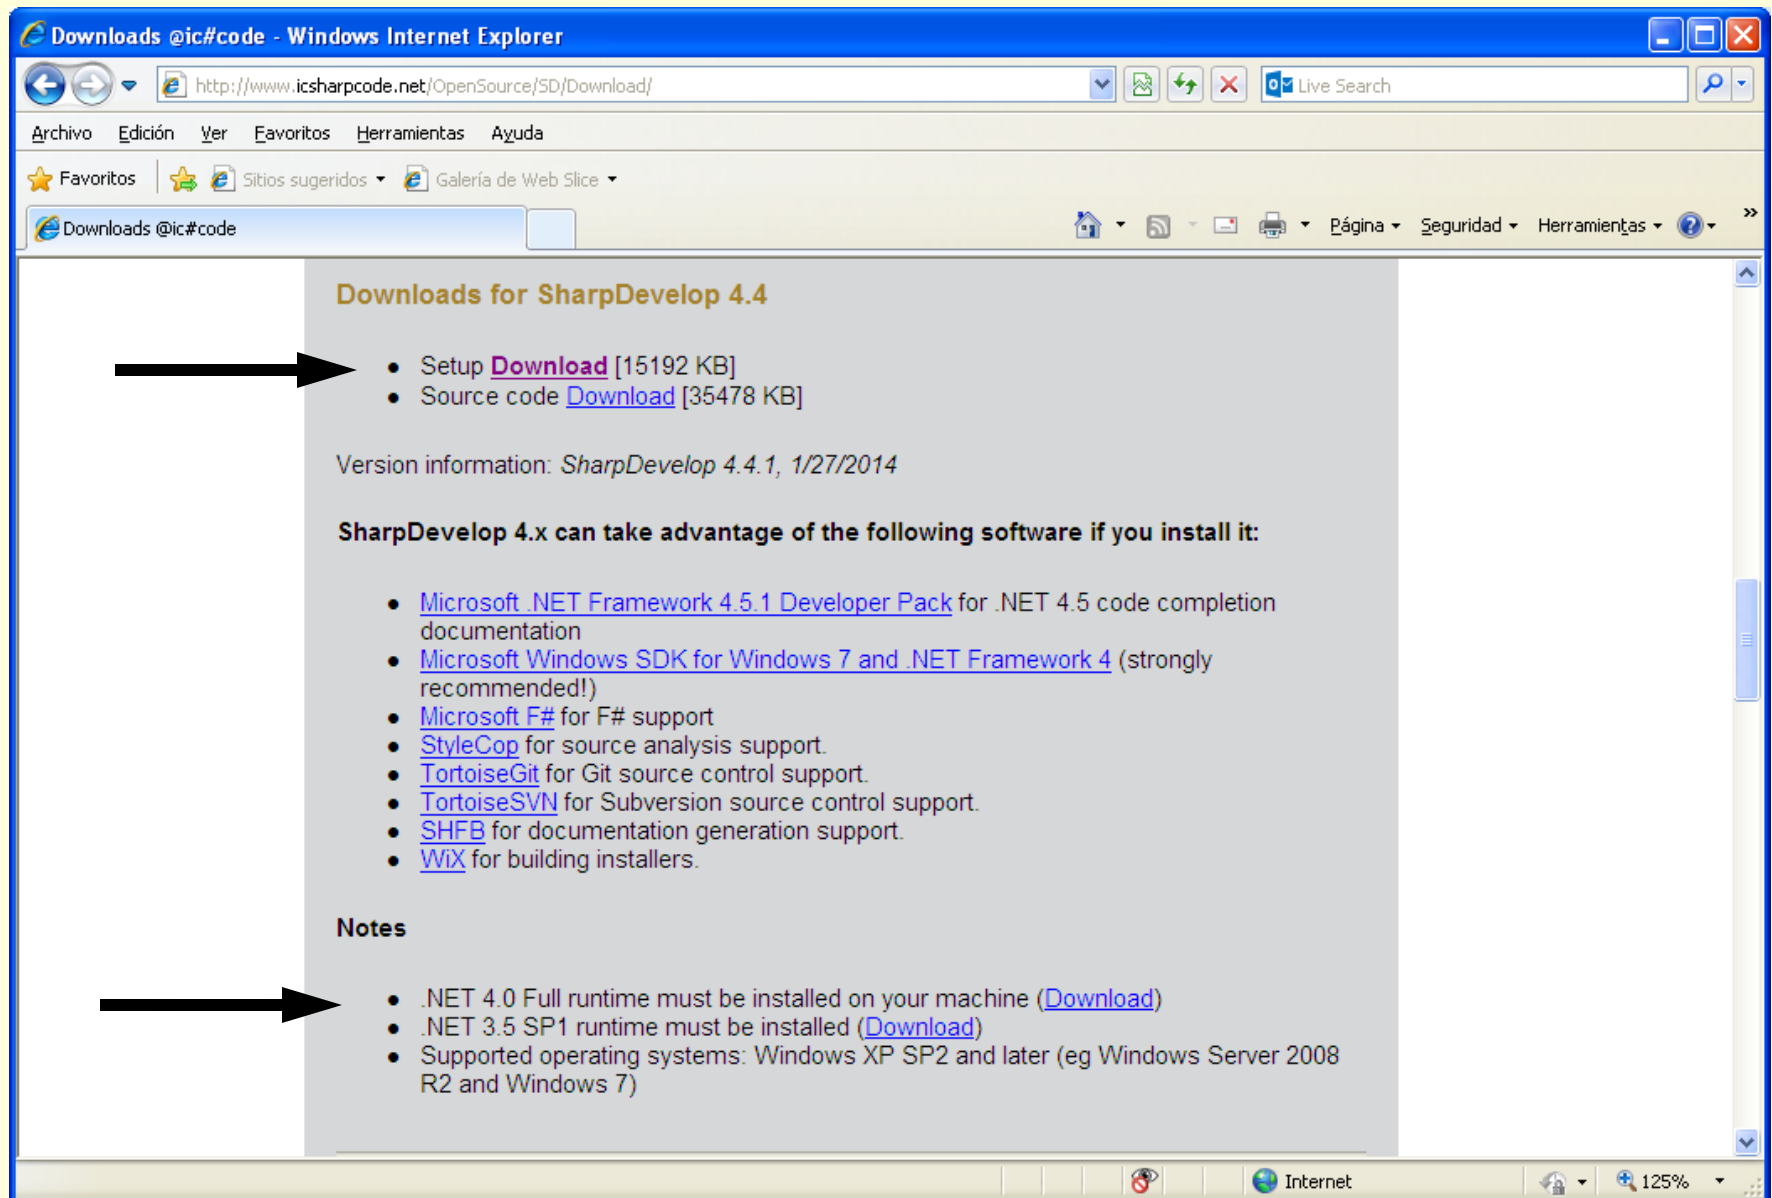 Downloads @ic#code - Windows Internet Explorer
http://www.icsharpcode.net/OpenSource/SD/Download/
Live Search
Archivo Edición Ver Favoritos Herramientas Ayuda
Favoritos Sitios sugeridos Galería de Web Slice
Downloads @ic#code
Página Seguridad Herramientas »
Downloads for SharpDevelop 4.4
● Setup Download [15192 KB]
● Source code Download [35478 KB]
Version information: SharpDevelop 4.4.1, 1/27/2014
SharpDevelop 4.x can take advantage of the following software if you install it:
● Microsoft .NET Framework 4.5.1 Developer Pack for .NET 4.5 code completion
documentation
● Microsoft Windows SDK for Windows 7 and .NET Framework 4 (strongly
recommended!)
● Microsoft F# for F# support
● StyleCop for source analysis support.
● TortoiseGit for Git source control support.
● TortoiseSVN for Subversion source control support.
● SHFB for documentation generation support.
● WiX for building installers.
Notes
● .NET 4.0 Full runtime must be installed on your machine (Download)
● .NET 3.5 SP1 runtime must be installed (Download)
● Supported operating systems: Windows XP SP2 and later (eg Windows Server 2008
R2 and Windows 7)
Internet
125%